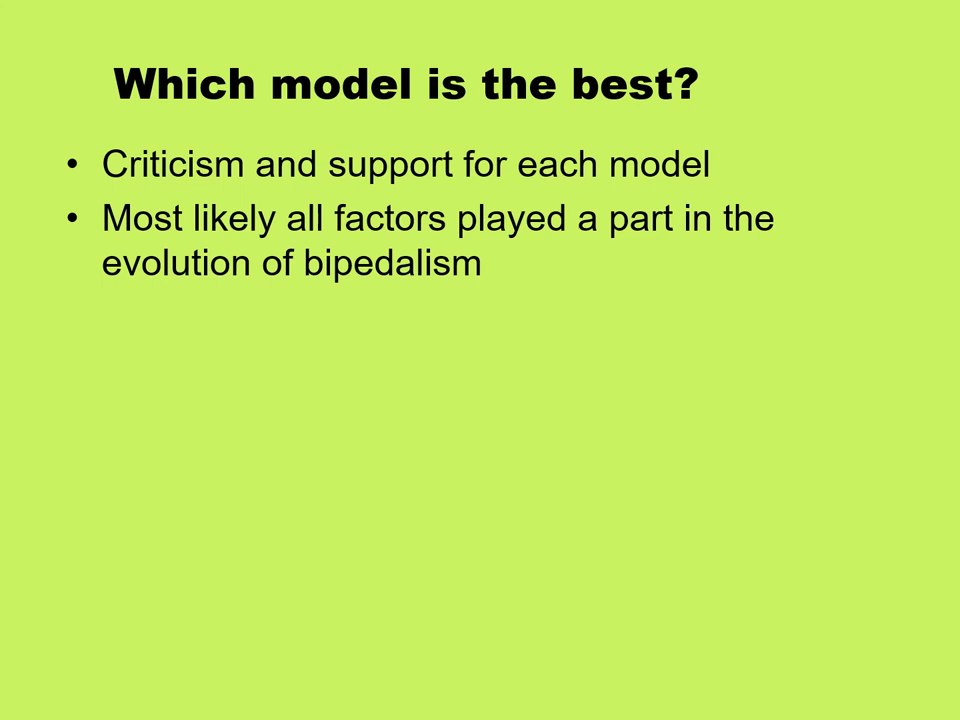 Which model is the best?
• Criticism and support for each model
• Most likely all factors played a part in the
evolution of bipedalism